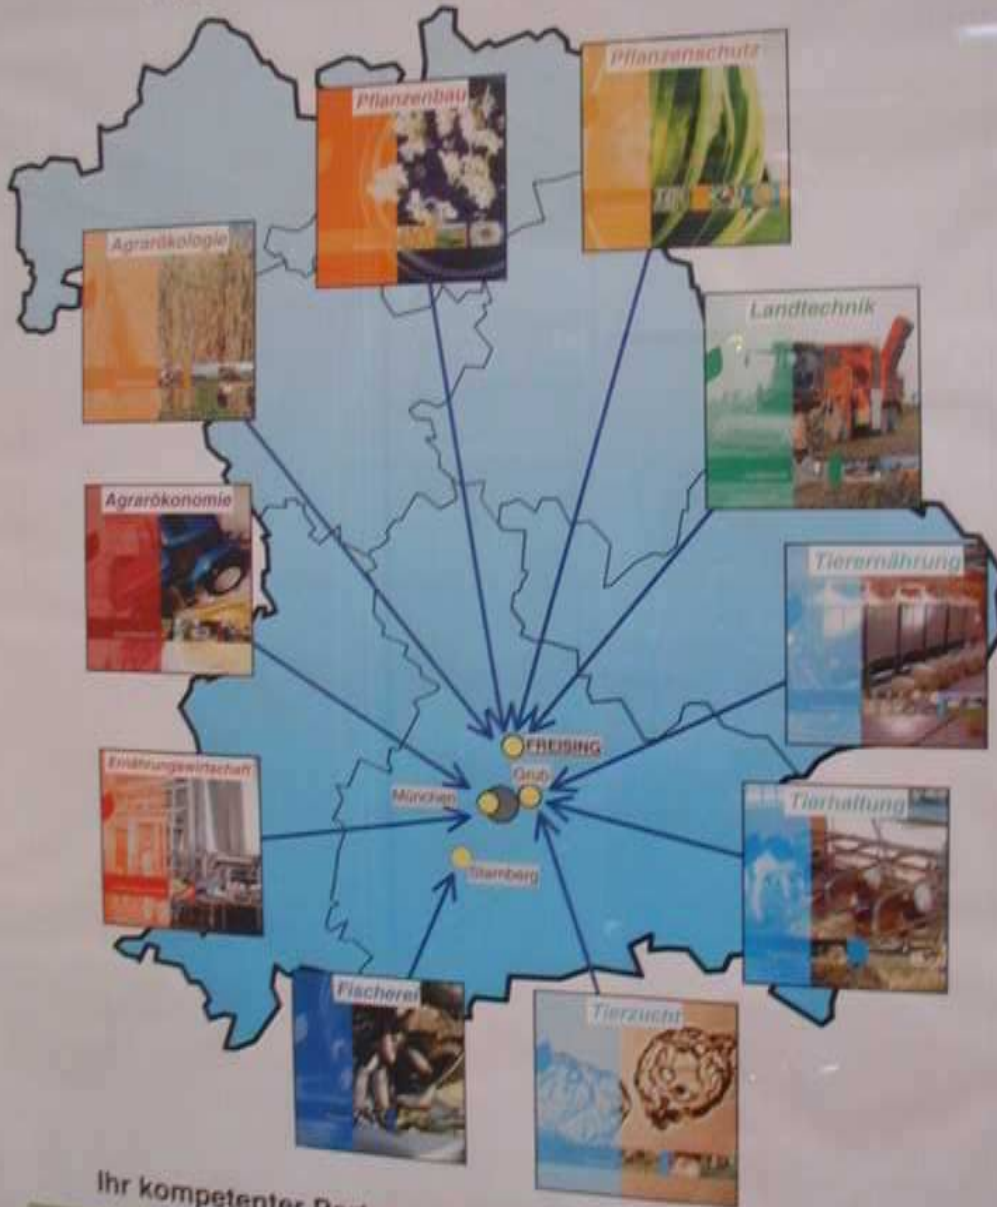 Pflanzenschutz
Pflanzenbau
Agrarökologie
Landtechnik
Agrarökonomie
Tierernährung
FREISING
Ernährungswirtschaft
Grub
München
Tierhaltung
Starnberg
Fischerei
Tierzucht
Ihr kompetenter